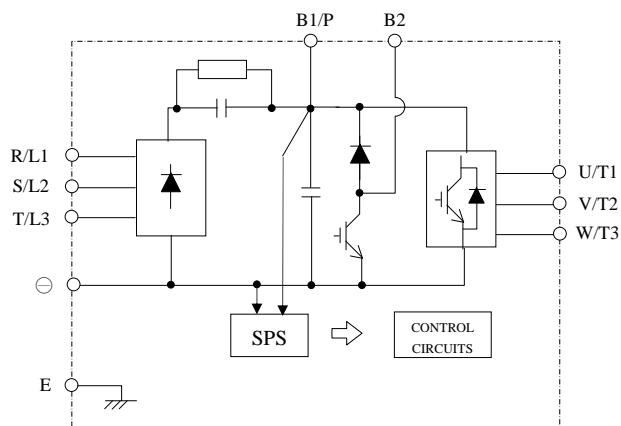 B1/P
B2
R/L1
S/L2
T/L3
U/T1
V/T2
W/T3
⊖
SPS
CONTROL
CIRCUITS
E